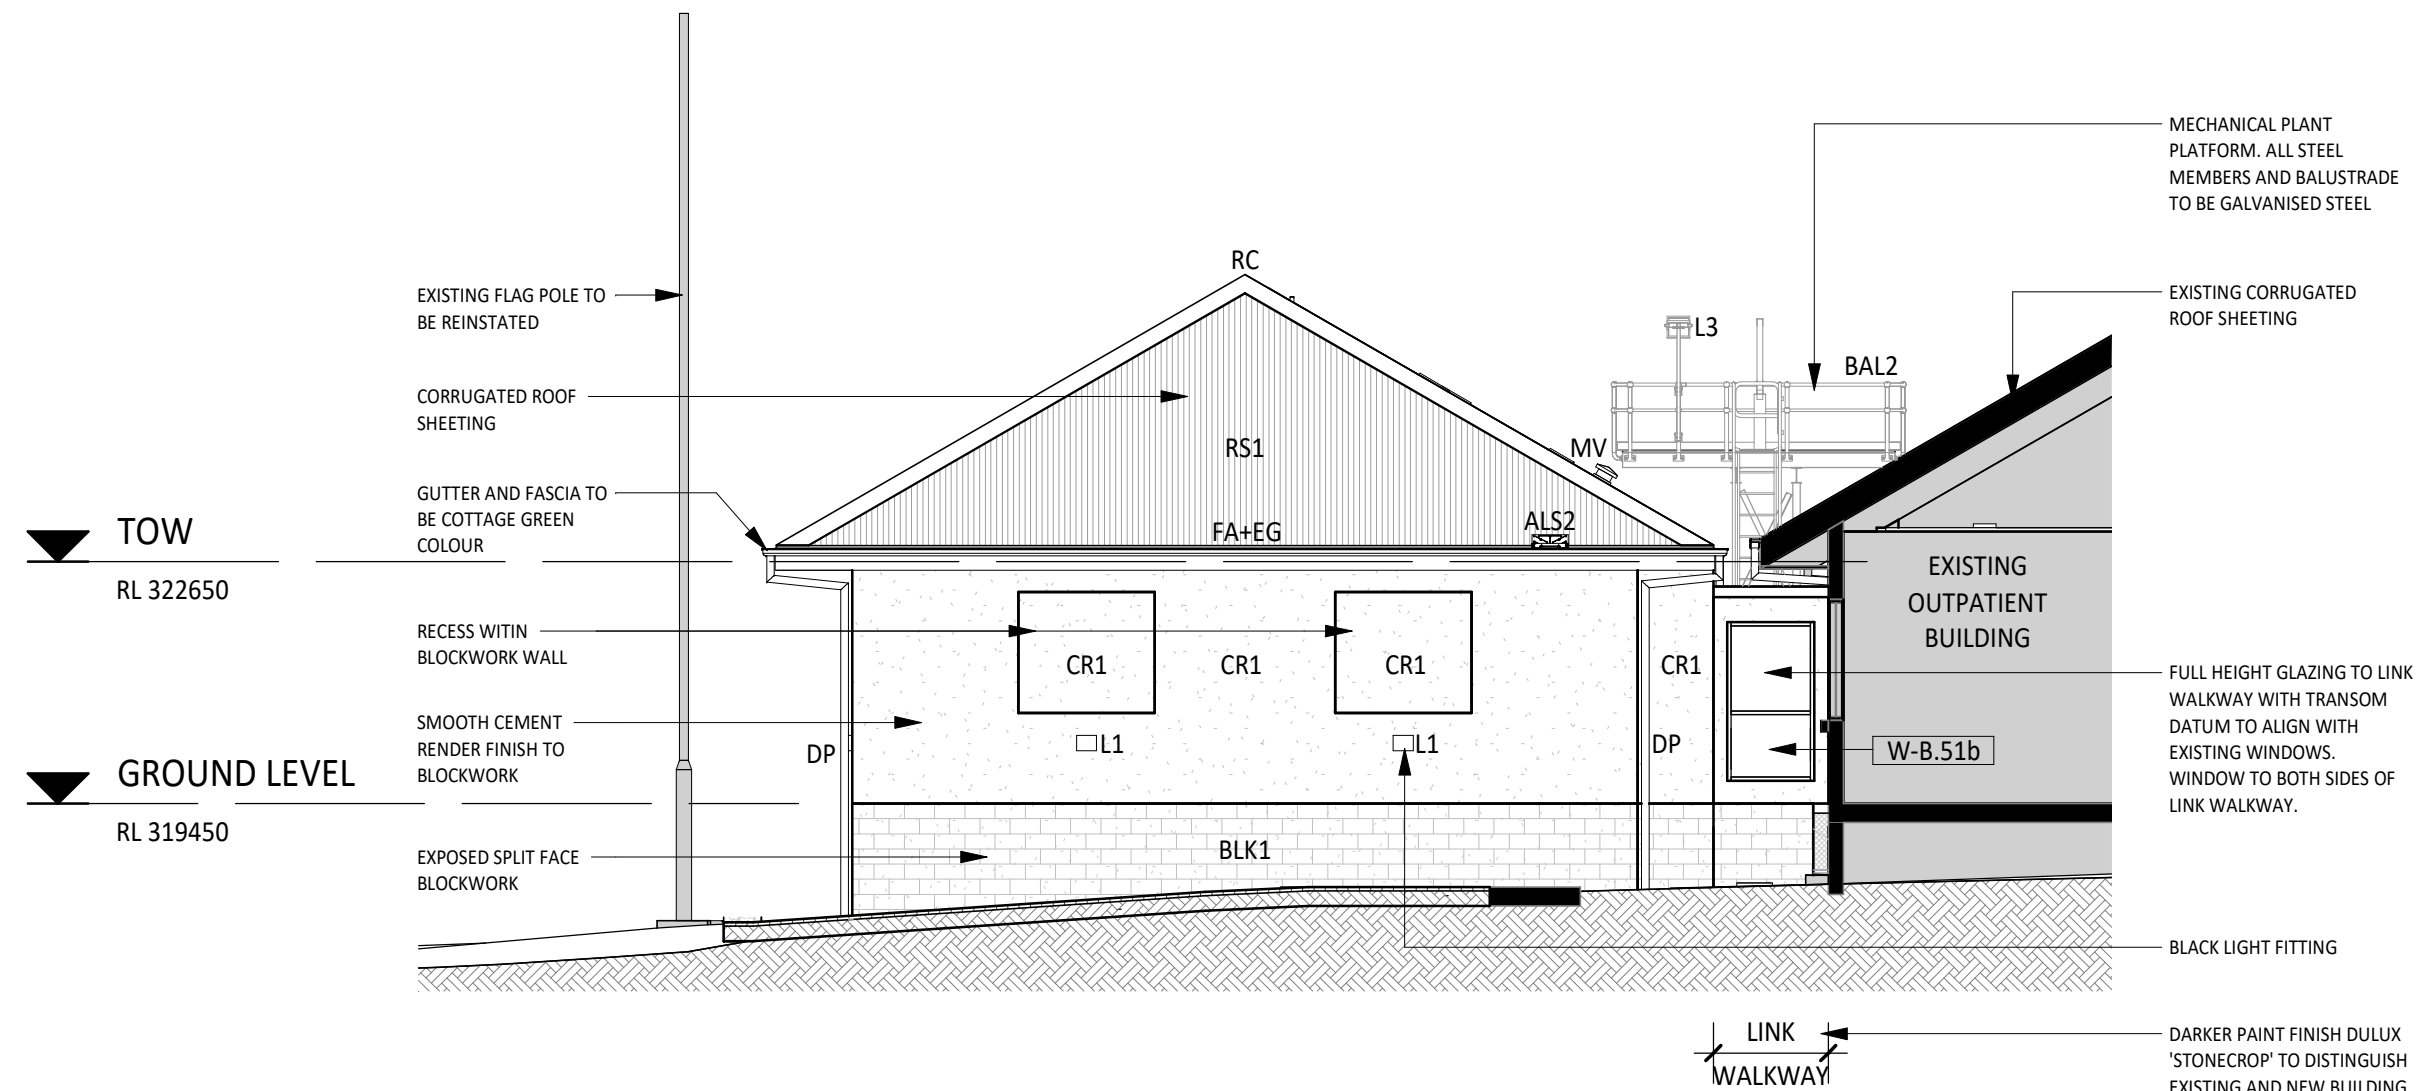 MECHANICAL PLANT
PLATFORM. ALL STEEL
MEMBERS AND BALUSTRADE
TO BE GALVANISED STEEL
RC
EXISTING FLAG POLE TO
BE REINSTATED
EXISTING CORRUGATED
ROOF SHEETING
L3
BAL2
CORRUGATED ROOF
SHEETING
RS1
MV
GUTTER AND FASCIA TO
BE COTTAGE GREEN
COLOUR
TOW
RL 322650
FA+EG
ALS2
EXISTING
OUTPATIENT
BUILDING
RECESS WITIN
BLOCKWORK WALL
CR1
CR1
CR1
CR1
FULL HEIGHT GLAZING TO LINK
WALKWAY WITH TRANSOM
DATUM TO ALIGN WITH
EXISTING WINDOWS.
WINDOW TO BOTH SIDES OF
LINK WALKWAY.
SMOOTH CEMENT
RENDER FINISH TO
BLOCKWORK
DP
L1
L1
DP
W-B.51b
GROUND LEVEL
RL 319450
EXPOSED SPLIT FACE
BLOCKWORK
BLK1
BLACK LIGHT FITTING
LINK
WALKWAY
DARKER PAINT FINISH DULUX
'STONECROP' TO DISTINGUISH
EXISTING AND NEW BUILDING